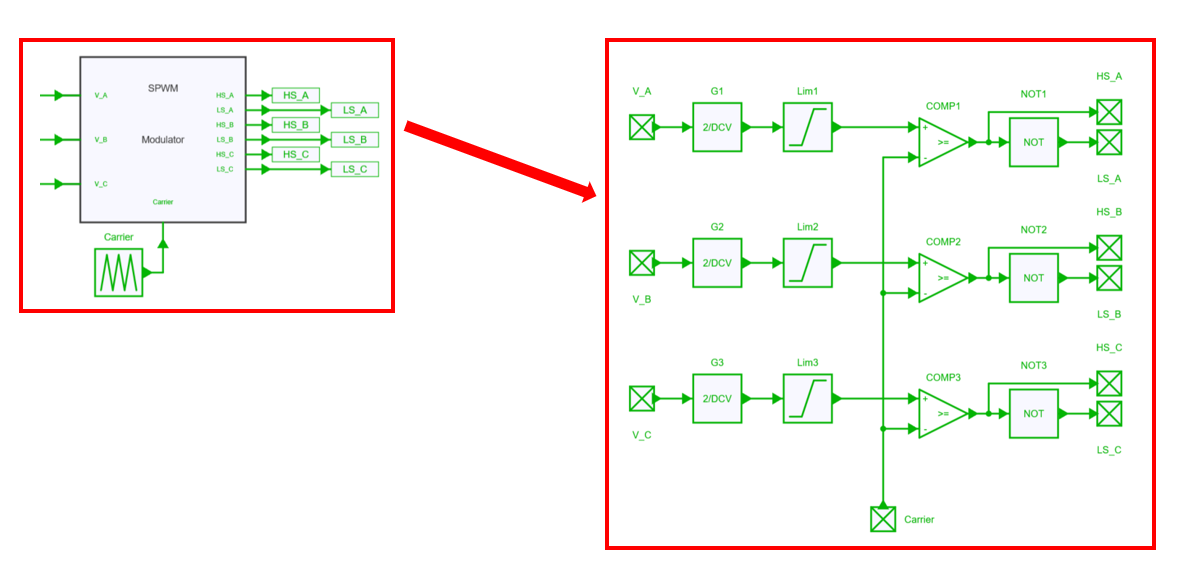 SPWM
Modulator
V_A
V_B
V_C
HS_A
LS_A
HS_B
LS_B
HS_C
LS_C
Carrier
HS_A
LS_A
HS_B
LS_B
HS_C
LS_C
Carrier
V_A
G1
2/DCV
Lim1
COMP1
+
>=
-
NOT1
NOT
HS_A
LS_A
V_B
G2
2/DCV
Lim2
COMP2
+
>=
-
NOT2
NOT
HS_B
LS_B
V_C
G3
2/DCV
Lim3
COMP3
+
>=
-
NOT3
NOT
HS_C
LS_C
Carrier